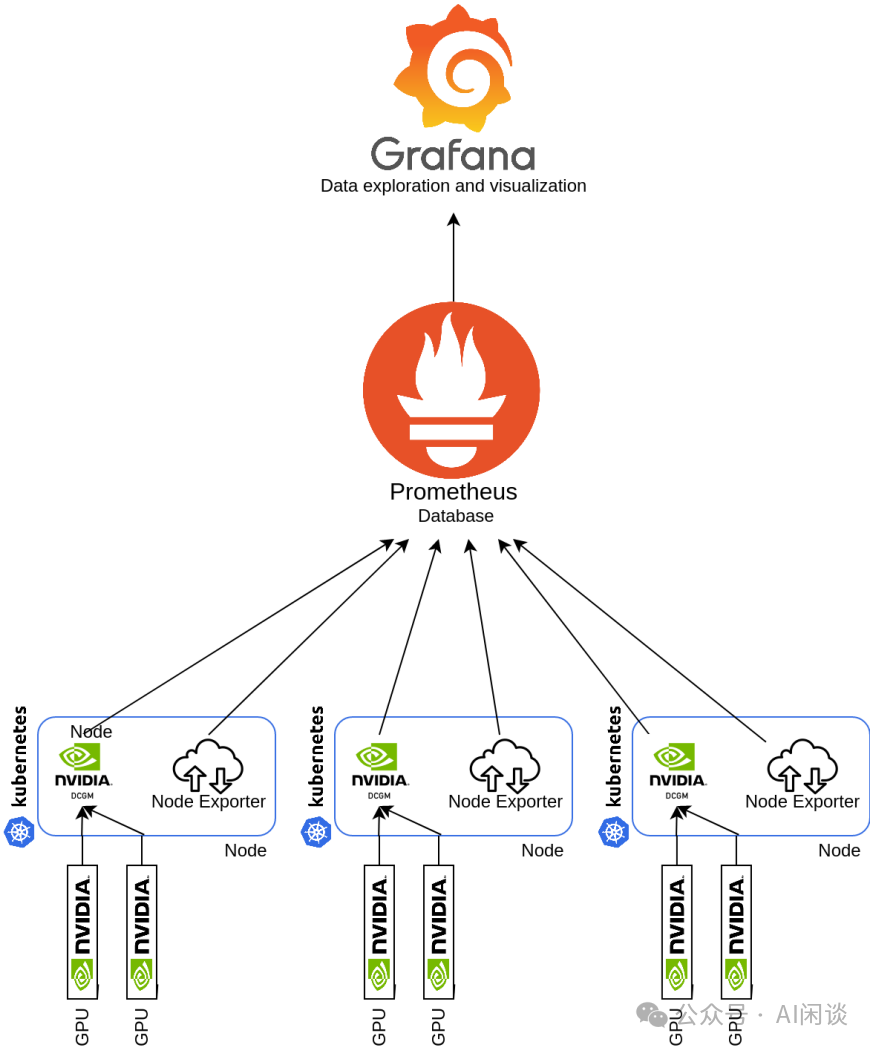 Grafana
Data exploration and visualization
Prometheus
Database
kubernetes
Node
NVIDIA.
DCGM
Node Exporter
Node
kubernetes
NVIDIA.
DCGM
Node Exporter
Node
kubernetes
NVIDIA.
DCGM
Node Exporter
Node
NVIDIA.
NVIDIA.
NVIDIA.
NVIDIA.
NVIDIA.
NVIDIA.
GPU
GPU
GPU
GPU
GPU
GPU
公众号 · AI闲谈